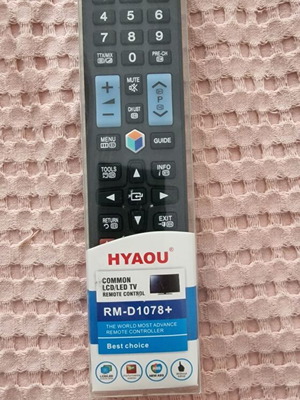 4 5 6
7 8 9
TTX/MIX 0 PRE-CH
+ MUTE
P
- CH LIST
MENU GUIDE
TOOLS INFO
i
RETURN EXIT
HYAOU®
COMMON
LCD/LED TV
REMOTE CONTROL
RM-D1078+
THE WORLD MOST ADVANCE
REMOTE CONTROLLER
Best choice